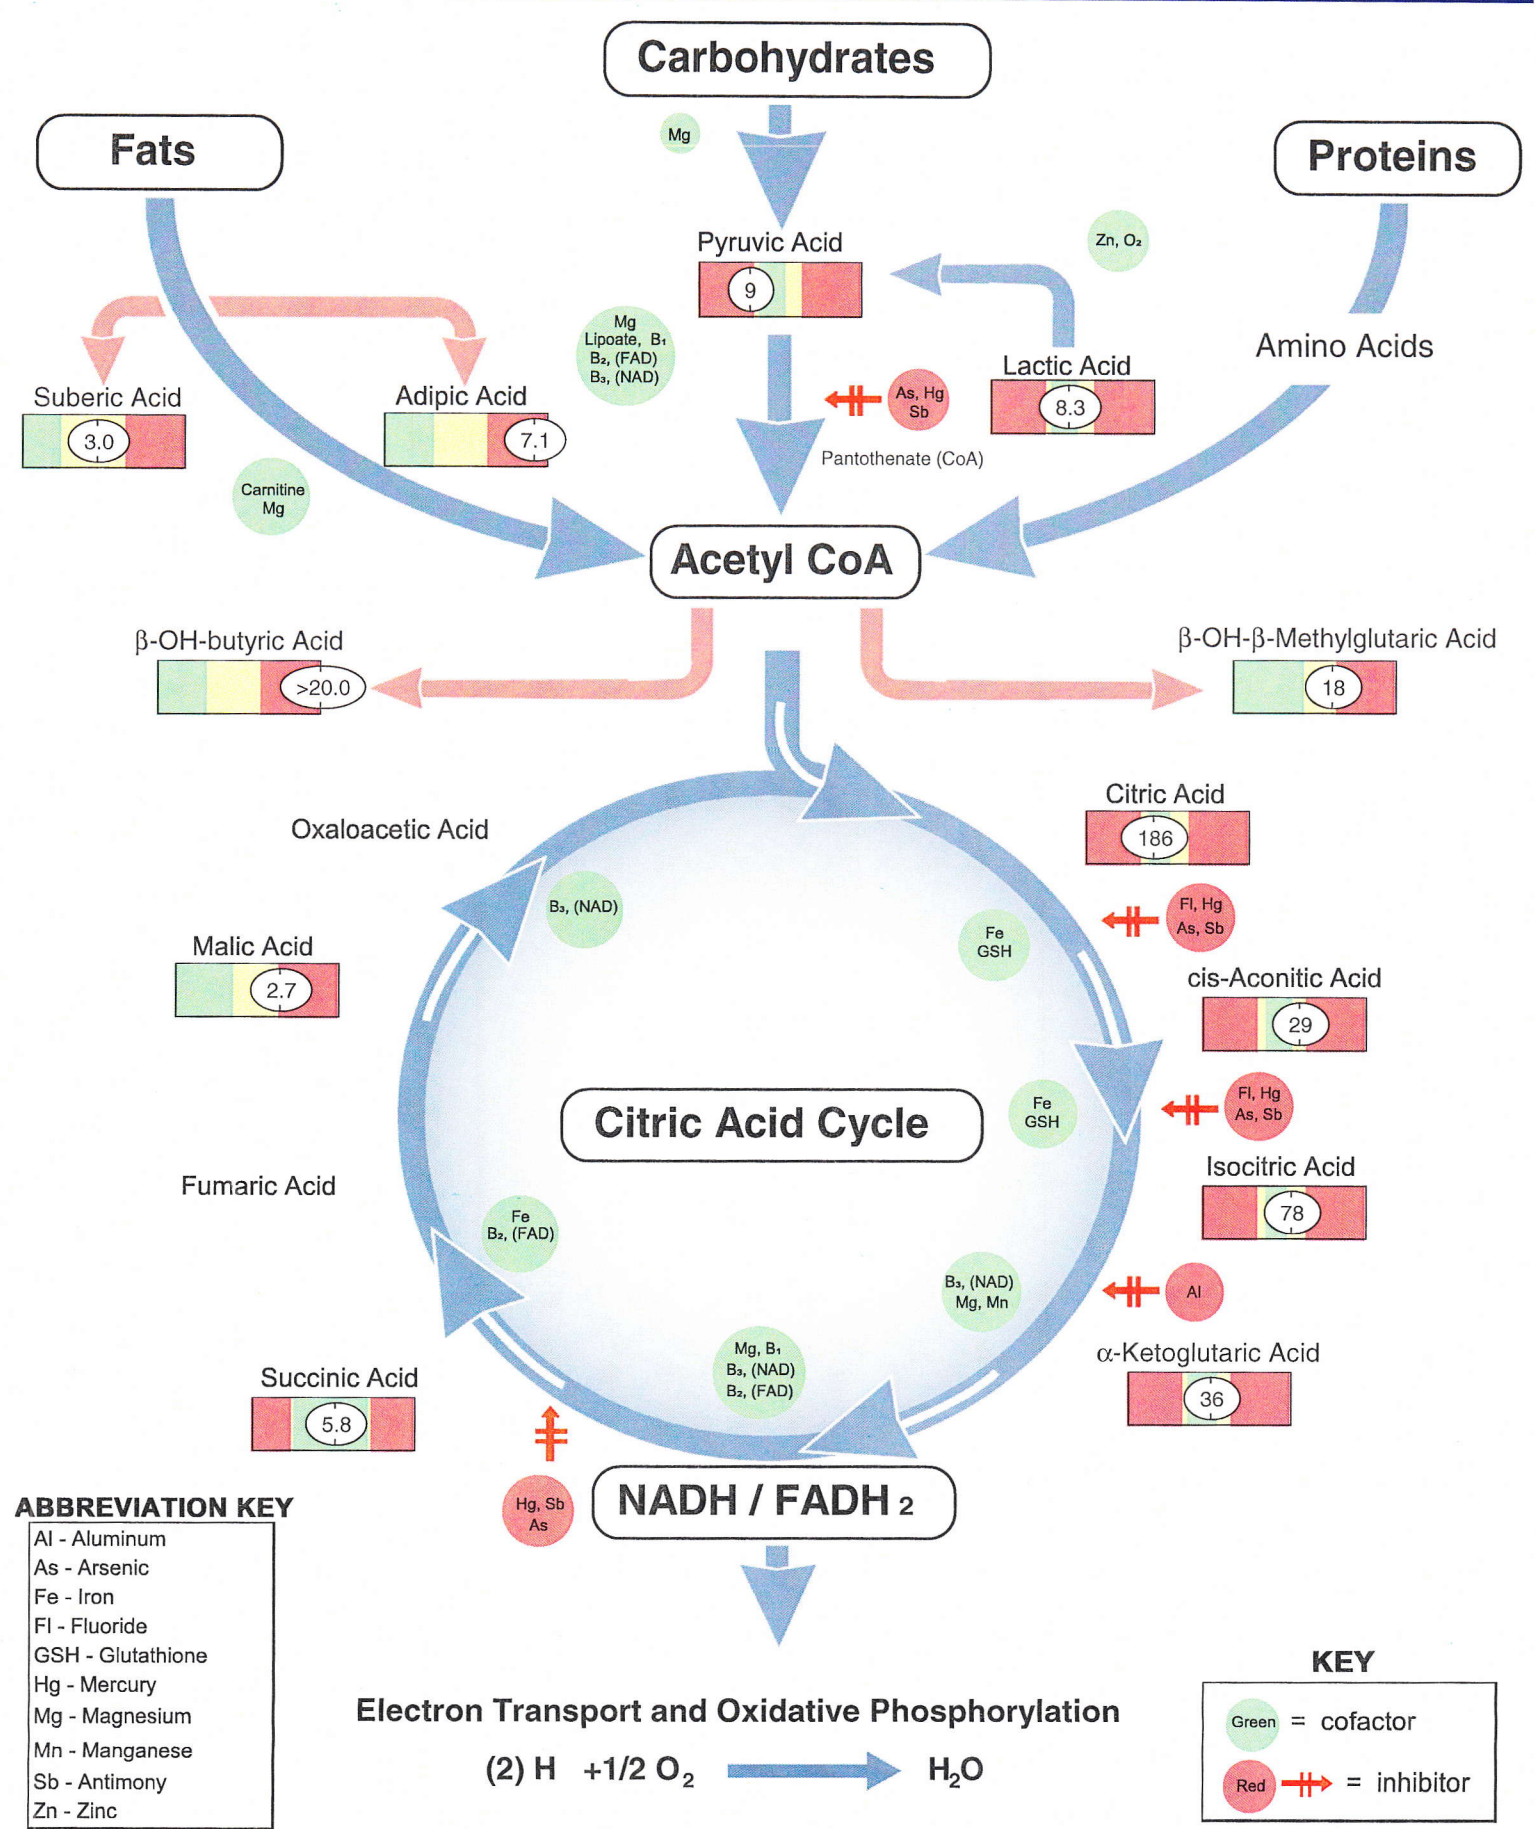 Carbohydrates
Mg
Fats
Proteins
Pyruvic Acid
9
Zn, O₂
Mg
Lipoate, B₁
B₂, (FAD)
B₃, (NAD)
As, Hg
Sb
Lactic Acid
8.3
Amino Acids
Suberic Acid
3.0
Adipic Acid
7.1
Pantothenate (CoA)
Carnitine
Mg
Acetyl CoA
β-OH-butyric Acid
>20.0
β-OH-β-Methylglutaric Acid
18
Citric Acid
186
Oxaloacetic Acid
B₃, (NAD)
Fe
GSH
Fl, Hg
As, Sb
Malic Acid
2.7
cis-Aconitic Acid
29
Citric Acid Cycle
Fe
GSH
Fl, Hg
As, Sb
Fumaric Acid
Isocitric Acid
78
Fe
B₂, (FAD)
B₃, (NAD)
Mg, Mn
Al
Mg, B₁
B₃, (NAD)
B₂, (FAD)
α-Ketoglutaric Acid
36
Succinic Acid
5.8
Hg, Sb
As
NADH / FADH₂
ABBREVIATION KEY
Al - Aluminum
As - Arsenic
Fe - Iron
Fl - Fluoride
GSH - Glutathione
Hg - Mercury
Mg - Magnesium
Mn - Manganese
Sb - Antimony
Zn - Zinc
Electron Transport and Oxidative Phosphorylation
(2) H +1/2 O₂ H₂O
KEY
Green = cofactor
Red = inhibitor